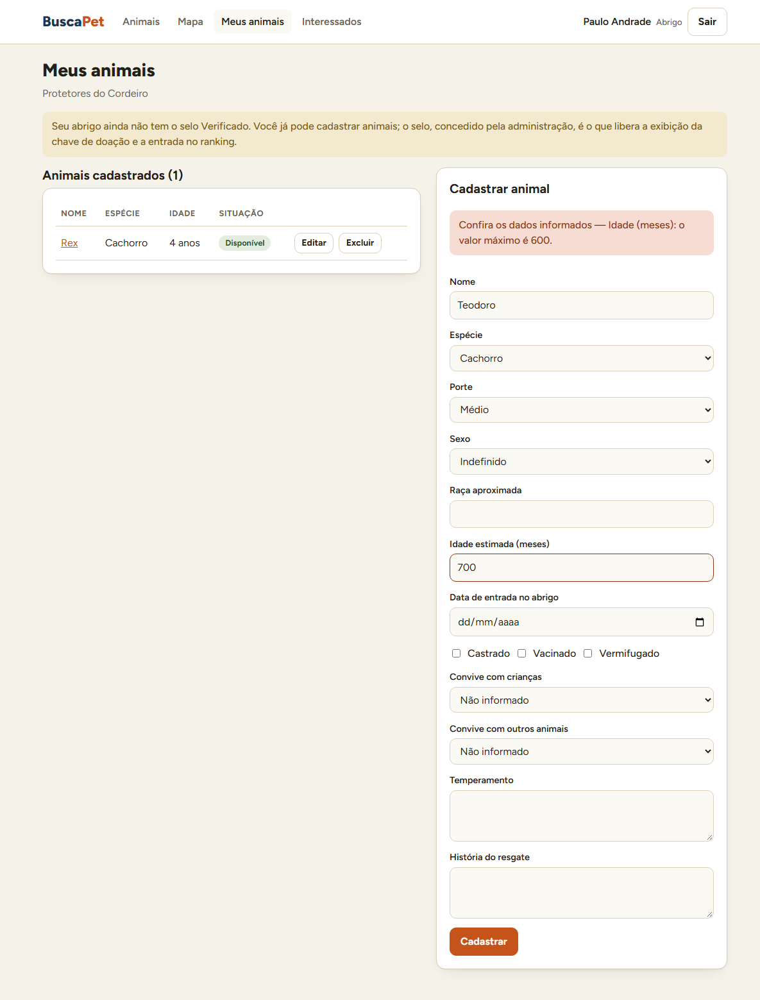 BuscaPet Animais Mapa Meus animais Interessados Paulo Andrade Abrigo Sair
Meus animais
Protetores do Cordeiro
Seu abrigo ainda não tem o selo Verificado. Você já pode cadastrar animais; o selo, concedido pela administração, é o que libera a exibição da
chave de doação e a entrada no ranking.
Animais cadastrados (1)
NOME ESPÉCIE IDADE SITUAÇÃO
Rex Cachorro 4 anos Disponível Editar Excluir
Cadastrar animal
Confira os dados informados — Idade (meses): o
valor máximo é 600.
Nome
Teodoro
Espécie
Cachorro
Porte
Médio
Sexo
Indefinido
Raça aproximada
Idade estimada (meses)
700
Data de entrada no abrigo
dd/mm/aaaa
Castrado Vacinado Vermifugado
Convive com crianças
Não informado
Convive com outros animais
Não informado
Temperamento
História do resgate
Cadastrar